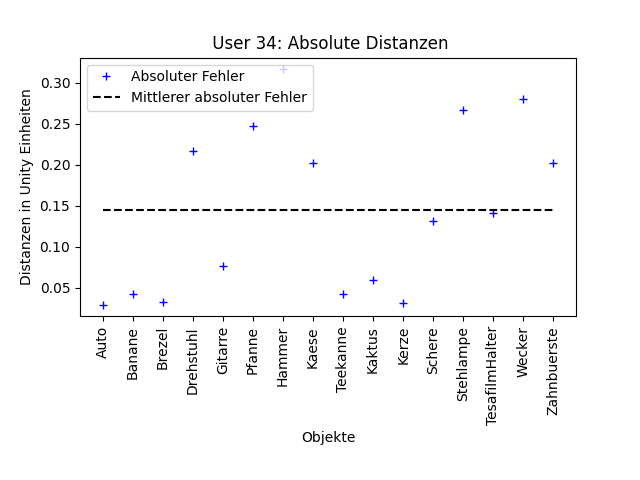 User 34: Absolute Distanzen
Absoluter Fehler
Mittlerer absoluter Fehler
Distanzen in Unity Einheiten
0.30
0.25
0.20
0.15
0.10
0.05
Auto
Banane
Brezel
Drehstuhl
Gitarre
Pfanne
Hammer
Kaese
Teekanne
Kaktus
Kerze
Schere
Stehlampe
TesafilmHalter
Wecker
Zahnbuerste
Objekte